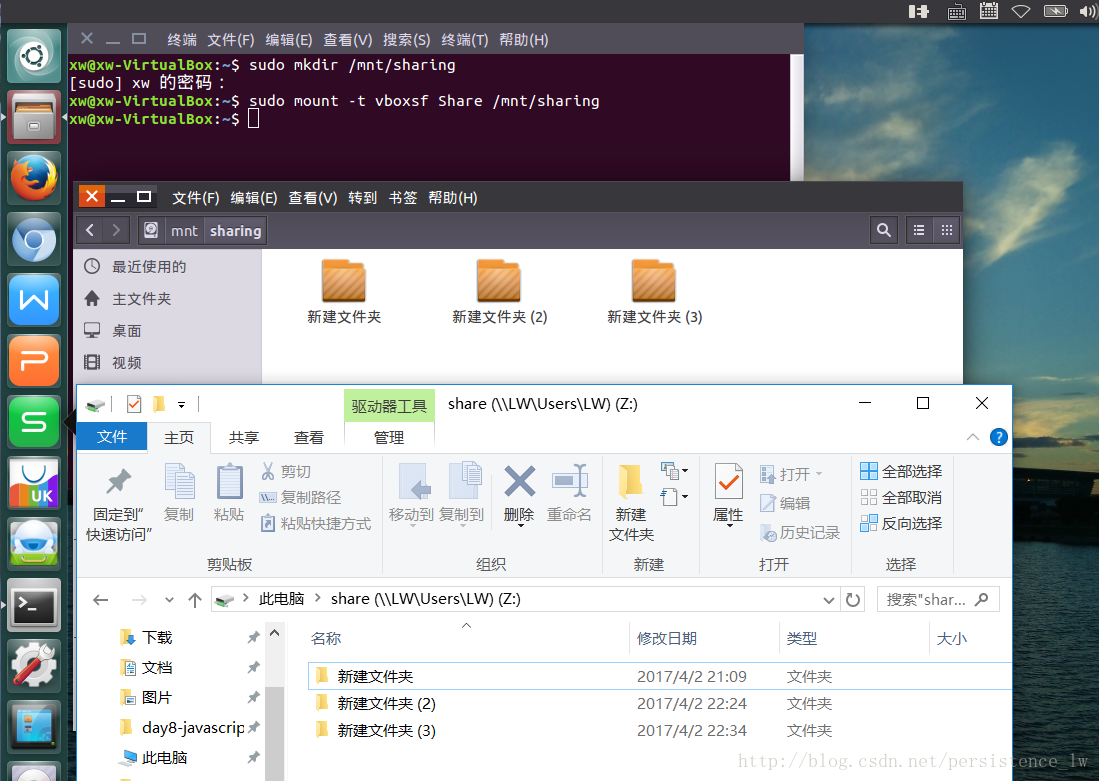 终端 文件(F) 编辑(E) 查看(V) 搜索(S) 终端(T) 帮助(H)
xw@xw-VirtualBox:~$ sudo mkdir /mnt/sharing
[sudo] xw 的密码：
xw@xw-VirtualBox:~$ sudo mount -t vboxsf Share /mnt/sharing
xw@xw-VirtualBox:~$
文件(F) 编辑(E) 查看(V) 转到 书签 帮助(H)
mnt sharing
最近使用的
主文件夹
桌面
视频
新建文件夹 新建文件夹 (2) 新建文件夹 (3)
UK
驱动器工具 share (\\LW\Users\LW) (Z:)
文件 主页 共享 查看 管理
固定到"快速访问"
复制
粘贴
剪切
复制路径
粘贴快捷方式
剪贴板
移动到 复制到 删除 重命名
组织
新建
文件夹
新建
属性
打开
编辑
历史记录
打开
全部选择
全部取消
反向选择
选择
此电脑 share (\\LW\Users\LW) (Z:)
搜索"shar...
下载
文档
图片
day8-javascrip
此电脑
名称 修改日期 类型 大小
新建文件夹 2017/4/2 21:09 文件夹
新建文件夹 (2) 2017/4/2 22:24 文件夹
新建文件夹 (3) 2017/4/2 22:34 文件夹
http://blog.csdn.net/persistence_lw